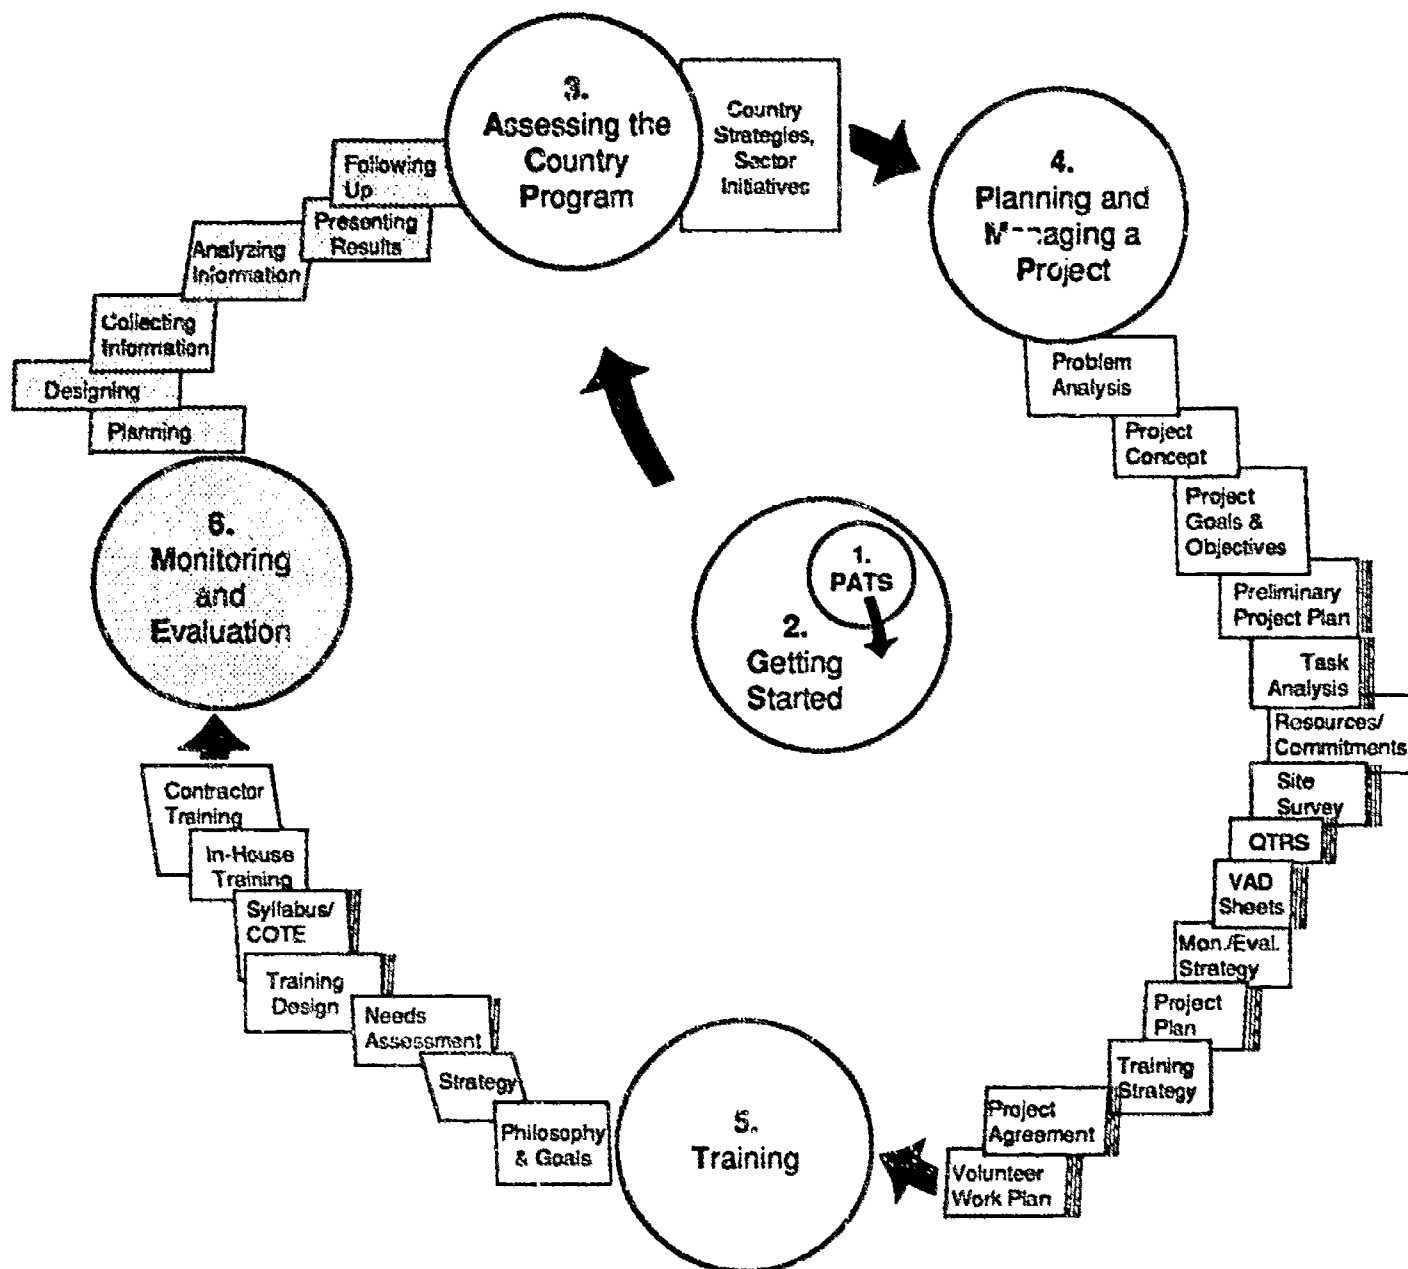 1.
PATS
2.
Getting
Started
3.
Assessing the
Country
Program
Country
Strategies,
Sector
Initiatives
4.
Planning and
Managing a
Project
Problem
Analysis
Project
Concept
Project
Goals &
Objectives
Preliminary
Project Plan
Task
Analysis
Resources/
Commitments
Site
Survey
QTRS
VAD
Sheets
Mon./Eval.
Strategy
Project
Plan
Training
Strategy
Project
Agreement
Volunteer
Work Plan
5.
Training
Philosophy
& Goals
Strategy
Needs
Assessment
Training
Design
Syllabus/
COTE
In-House
Training
Contractor
Training
6.
Monitoring
and
Evaluation
Planning
Designing
Collecting
Information
Analyzing
Information
Presenting
Results
Following
Up